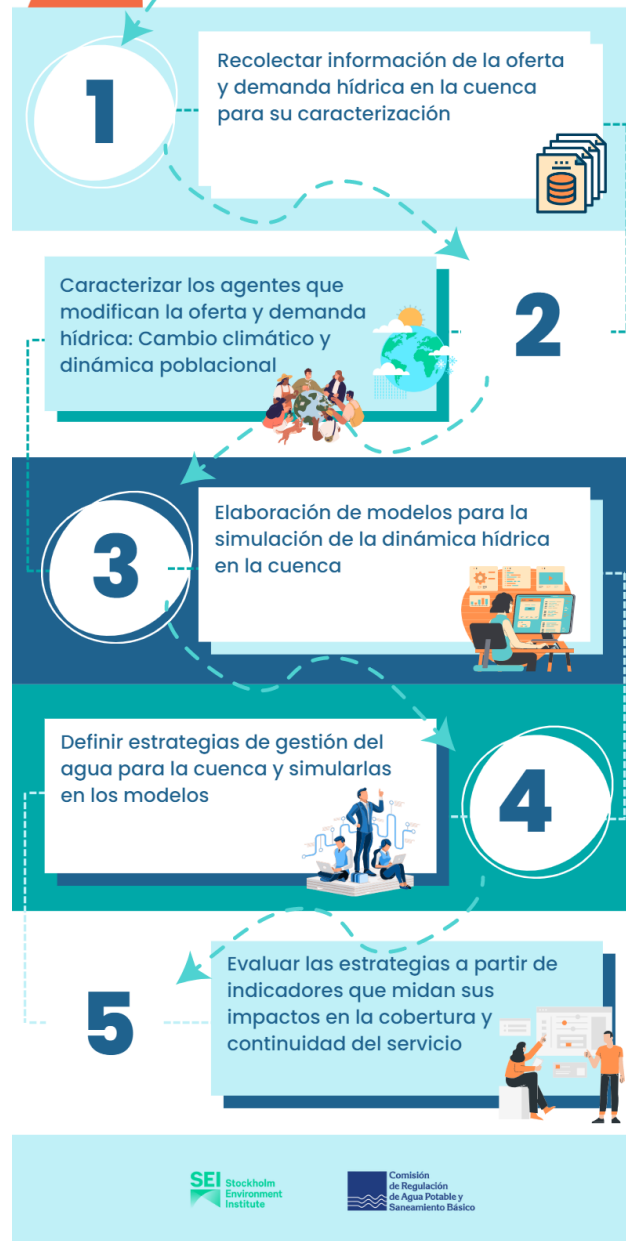 1
Recolectar información de la oferta
y demanda hídrica en la cuenca
para su caracterización
Caracterizar los agentes que
modifican la oferta y demanda
hídrica: Cambio climático y
dinámica poblacional
2
3
Elaboración de modelos para la
simulación de la dinámica hídrica
en la cuenca
Definir estrategias de gestión del
agua para la cuenca y simularlas
en los modelos
4
5
Evaluar las estrategias a partir de
indicadores que midan sus
impactos en la cobertura y
continuidad del servicio
SEI Stockholm
Environment
Institute
Comisión
de Regulación
de Agua Potable y
Saneamiento Básico